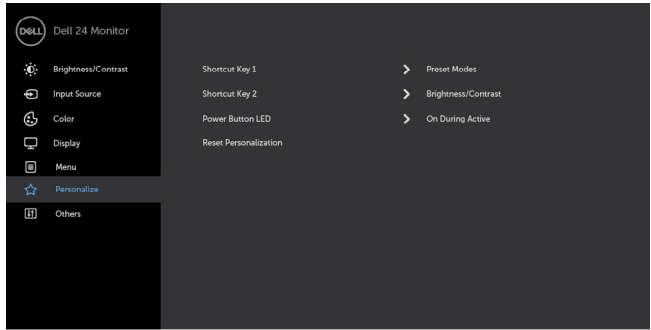 DELL Dell 24 Monitor
Brightness/Contrast Shortcut Key 1 Preset Modes
Input Source Shortcut Key 2 Brightness/Contrast
Color Power Button LED On During Active
Display Reset Personalization
Menu
Personalize
Others